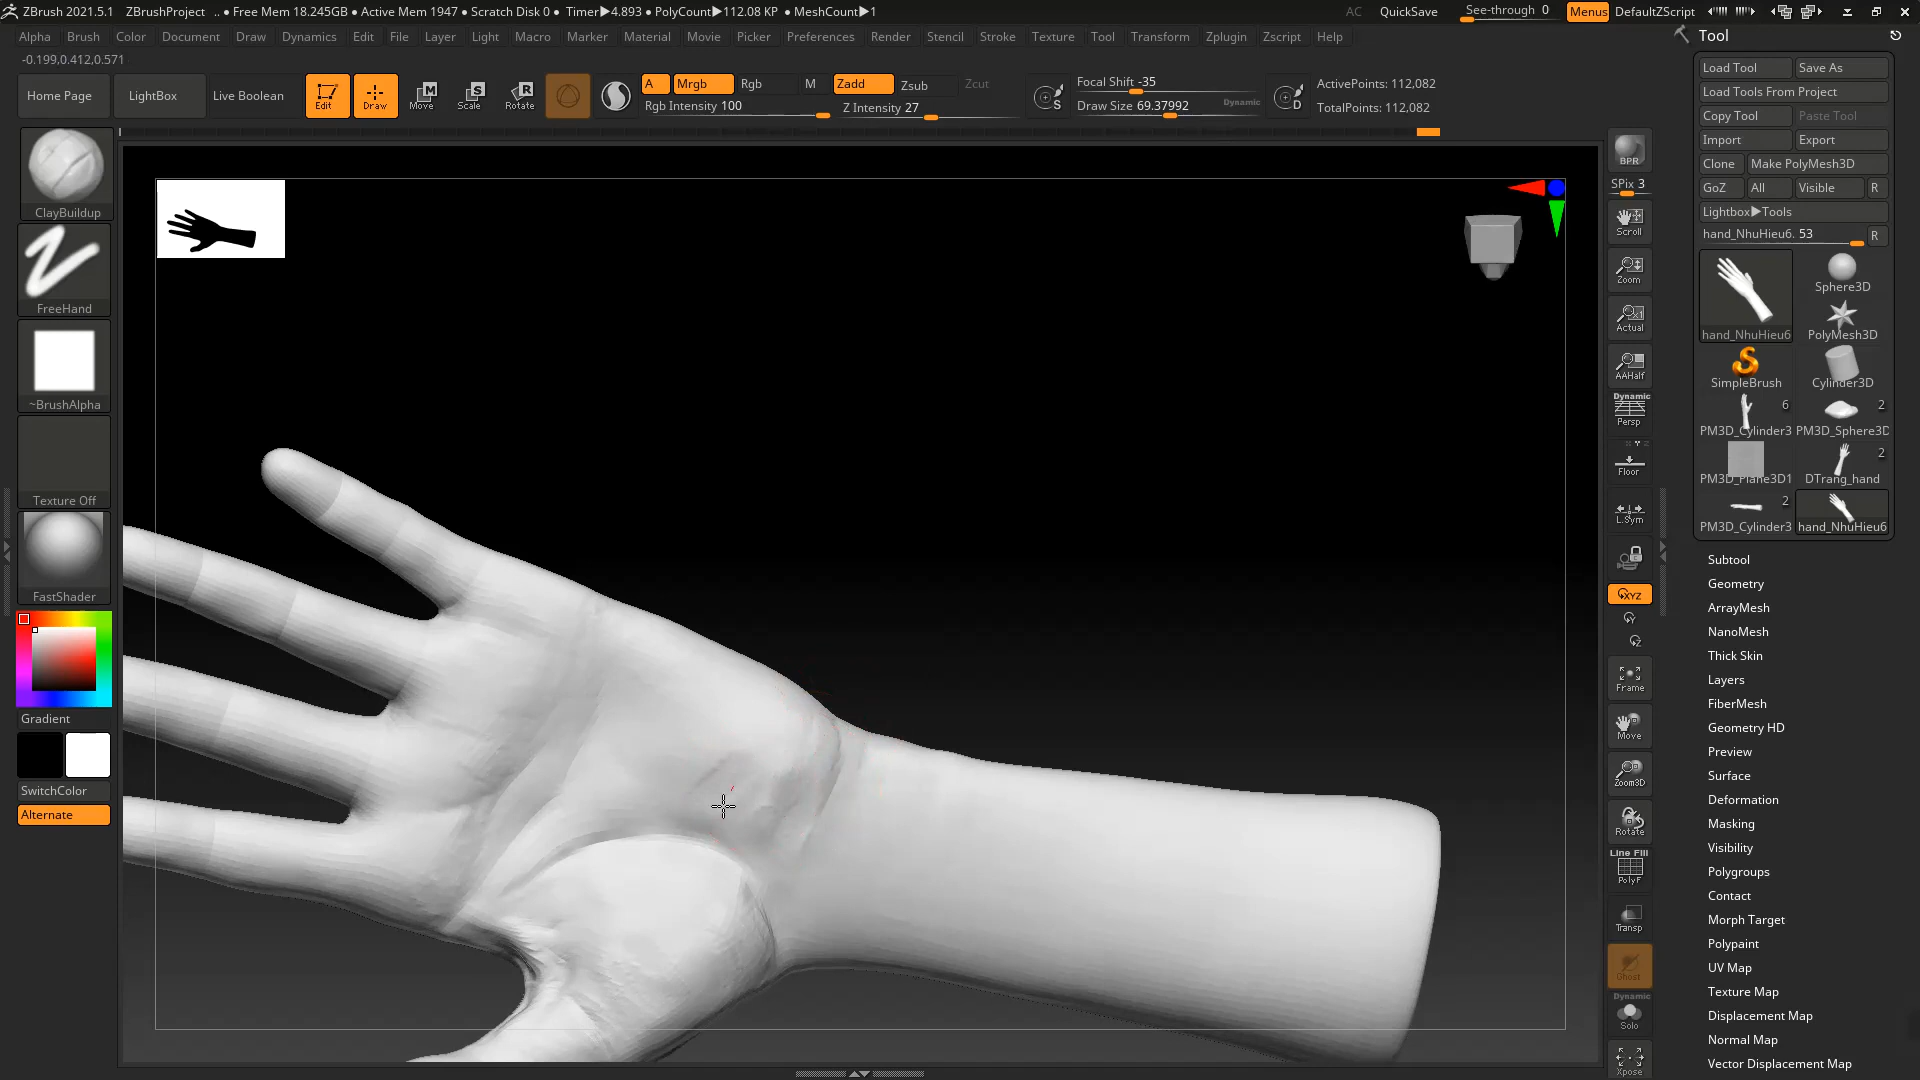 ZBrush 2021.5.1 ZBrushProject .. • Free Mem 18.245GB • Active Mem 1947 • Scratch Disk 0 • Timer▶4.893 • PolyCount▶112.08 KP • MeshCount▶1 AC QuickSave See-through 0 Menus DefaultZScript
Alpha Brush Color Document Draw Dynamics Edit File Layer Light Macro Marker Material Movie Picker Preferences Render Stencil Stroke Texture Tool Transform Zplugin Zscript Help
-0.199,0.412,0.571
Home Page LightBox Live Boolean Edit Draw Move Scale Rotate
A Mrgb Rgb M Zadd Zsub Zcut
Rgb Intensity 100 Z Intensity 27
Focal Shift -35
Draw Size 69.37992 Dynamic
ActivePoints: 112,082
TotalPoints: 112,082
ClayBuildup
FreeHand
~BrushAlpha
Texture Off
FastShader
Gradient
SwitchColor
Alternate
BPR
SPix 3
Scroll
Zoom
Actual
AAHalf
Dynamic
Persp
Floor
L.Sym
XYZ
Frame
Move
Zoom3D
Rotate
Line Fill
PolyF
Transp
Ghost
Dynamic
Solo
Xpose
Tool
Load Tool Save As
Load Tools From Project
Copy Tool Paste Tool
Import Export
Clone Make PolyMesh3D
GoZ All Visible R
Lightbox▶Tools
hand_NhuHieu6. 53 R
hand_NhuHieu6 Sphere3D
PolyMesh3D
SimpleBrush Cylinder3D
6 2
PM3D_Cylinder3 PM3D_Sphere3D
2
PM3D_Plane3D1 DTrang_hand
2
PM3D_Cylinder3 hand_NhuHieu6
Subtool
Geometry
ArrayMesh
NanoMesh
Thick Skin
Layers
FiberMesh
Geometry HD
Preview
Surface
Deformation
Masking
Visibility
Polygroups
Contact
Morph Target
Polypaint
UV Map
Texture Map
Displacement Map
Normal Map
Vector Displacement Map